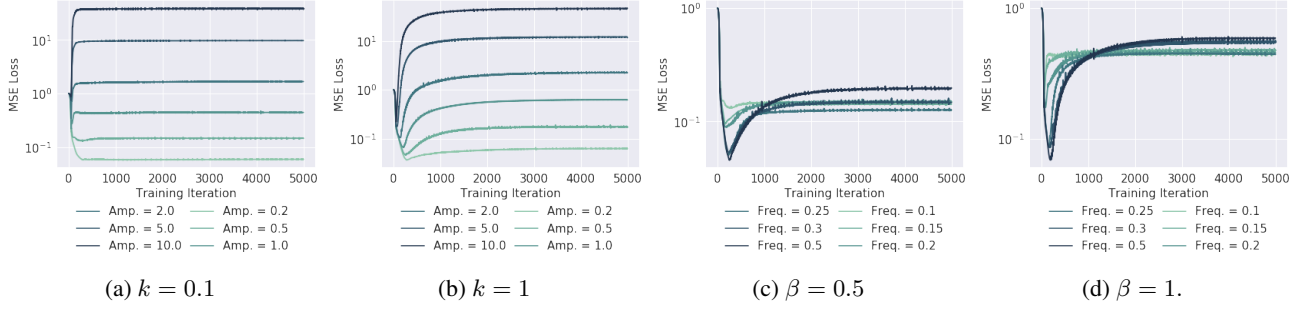 MSE Loss
10¹
10⁰
10⁻¹
0 1000 2000 3000 4000 5000
Training Iteration
Amp. = 2.0 Amp. = 0.2
Amp. = 5.0 Amp. = 0.5
Amp. = 10.0 Amp. = 1.0
(a) k = 0.1
MSE Loss
10¹
10⁰
10⁻¹
0 1000 2000 3000 4000 5000
Training Iteration
Amp. = 2.0 Amp. = 0.2
Amp. = 5.0 Amp. = 0.5
Amp. = 10.0 Amp. = 1.0
(b) k = 1
MSE Loss
10⁰
10⁻¹
0 1000 2000 3000 4000 5000
Training Iteration
Freq. = 0.25 Freq. = 0.1
Freq. = 0.3 Freq. = 0.15
Freq. = 0.5 Freq. = 0.2
(c) β = 0.5
MSE Loss
10⁰
10⁻¹
0 1000 2000 3000 4000 5000
Training Iteration
Freq. = 0.25 Freq. = 0.1
Freq. = 0.3 Freq. = 0.15
Freq. = 0.5 Freq. = 0.2
(d) β = 1.